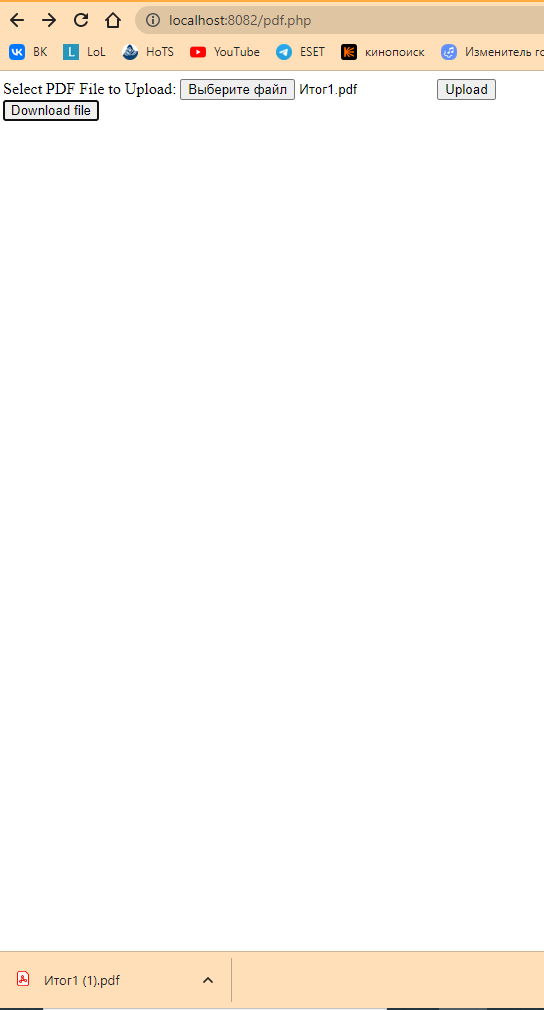 localhost:8082/pdf.php
ВК LoL HoTS YouTube ESET кинопоиск Изменитель го
Select PDF File to Upload: Выберите файл Итог1.pdf Upload
Download file
Итог1 (1).pdf